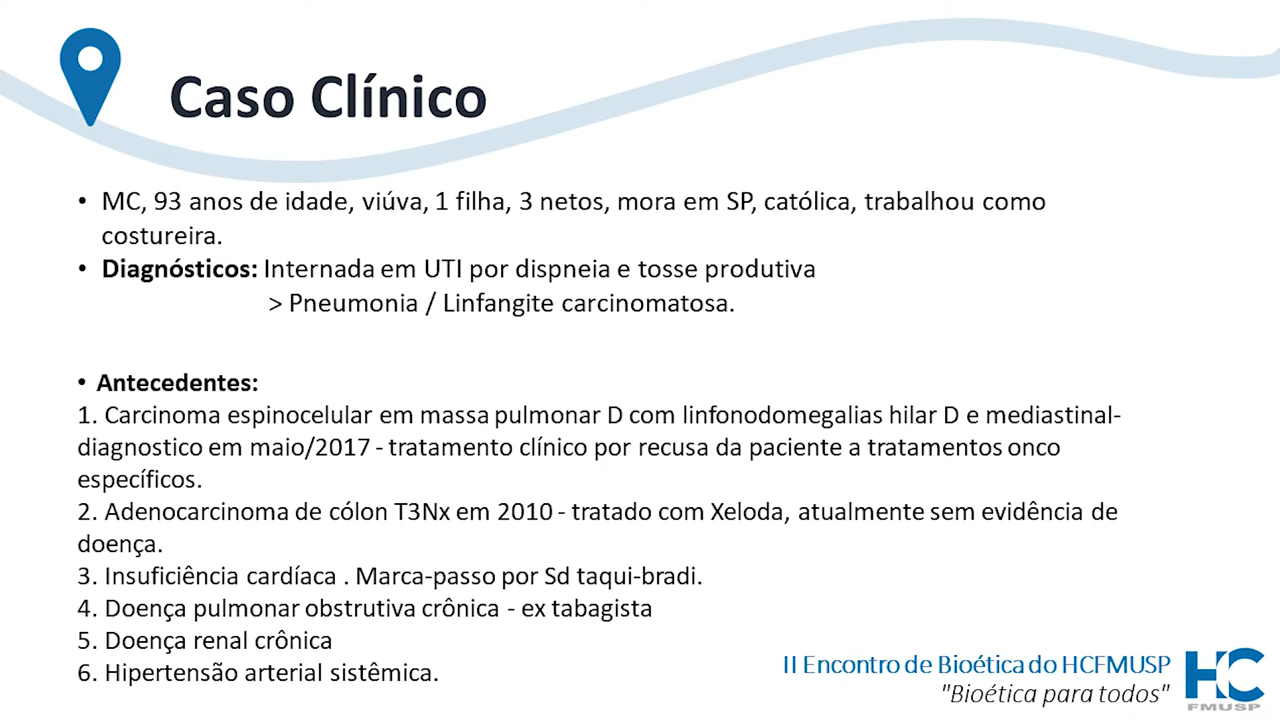 Caso Clínico
• MC, 93 anos de idade, viúva, 1 filha, 3 netos, mora em SP, católica, trabalhou como
costureira.
• Diagnósticos: Internada em UTI por dispneia e tosse produtiva
> Pneumonia / Linfangite carcinomatosa.
• Antecedentes:
1. Carcinoma espinocelular em massa pulmonar D com linfonodomegalias hilar D e mediastinal-
diagnostico em maio/2017 - tratamento clínico por recusa da paciente a tratamentos onco
específicos.
2. Adenocarcinoma de cólon T3Nx em 2010 - tratado com Xeloda, atualmente sem evidência de
doença.
3. Insuficiência cardíaca . Marca-passo por Sd taqui-bradi.
4. Doença pulmonar obstrutiva crônica - ex tabagista
5. Doença renal crônica
6. Hipertensão arterial sistêmica.
II Encontro de Bioética do HCFMUSP
"Bioética para todos"
HC
FMUSP